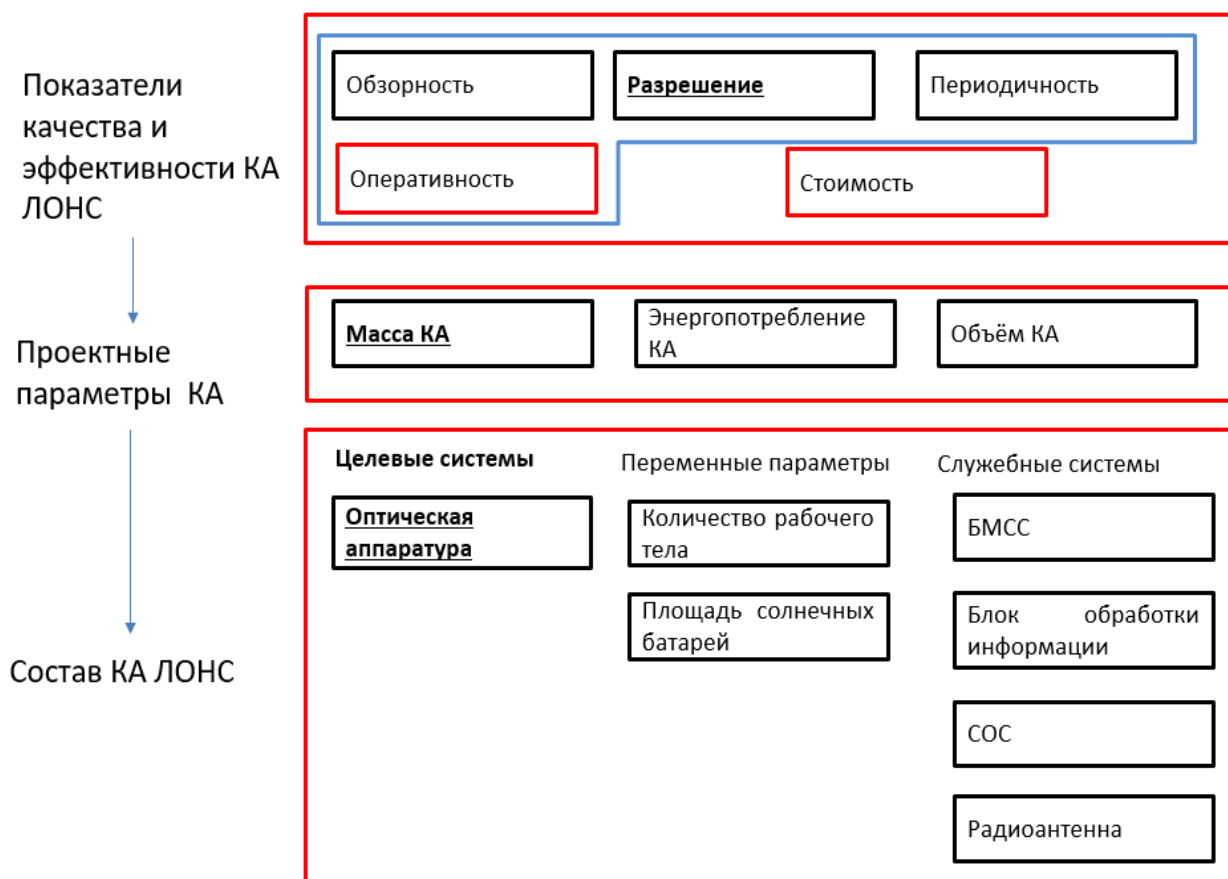 Показатели
качества и
эффективности КА
ЛОНС
Обзорность
Разрешение
Периодичность
Оперативность
Стоимость
Проектные
параметры КА
Масса КА
Энергопотребление
КА
Объём КА
Состав КА ЛОНС
Целевые системы
Оптическая
аппаратура
Переменные параметры
Количество рабочего
тела
Площадь солнечных
батарей
Служебные системы
БМСС
Блок обработки
информации
СОС
Радиоантенна